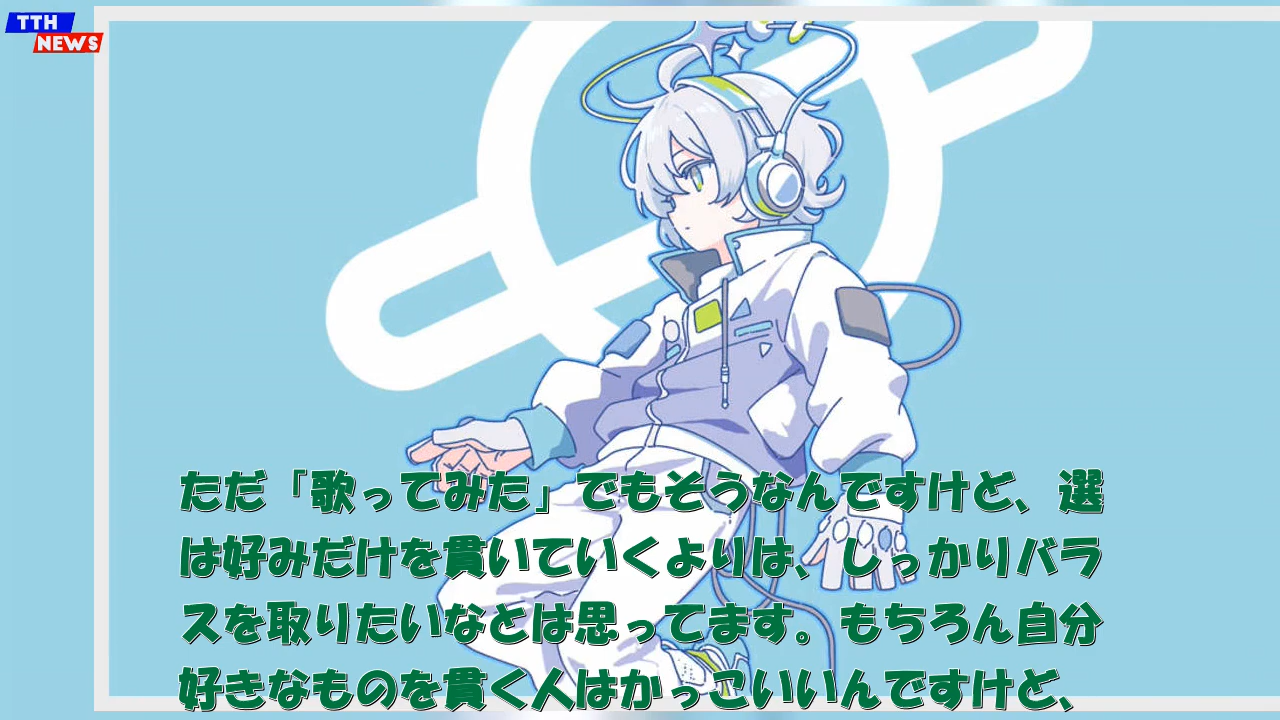 TTH
NEWS
ただ「歌ってみた」でもそうなんですけど、選
は好みだけを貫いていくよりは、しっかりバラ
スを取りたいなとは思ってます。もちろん自分
好きなものを貫く人はかっこいいんですけど、